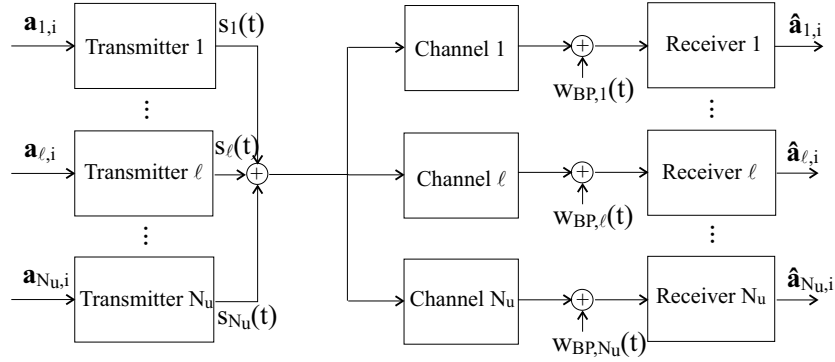 a1,i
Transmitter 1
s1(t)
Channel 1
wBP,1(t)
Receiver 1
â1,i
...
...
aℓ,i
Transmitter ℓ
sℓ(t)
+
Channel ℓ
+
wBP,ℓ(t)
Receiver ℓ
âℓ,i
...
...
aNu,i
Transmitter Nu
sNu(t)
Channel Nu
+
wBP,Nu(t)
Receiver Nu
âNu,i
+